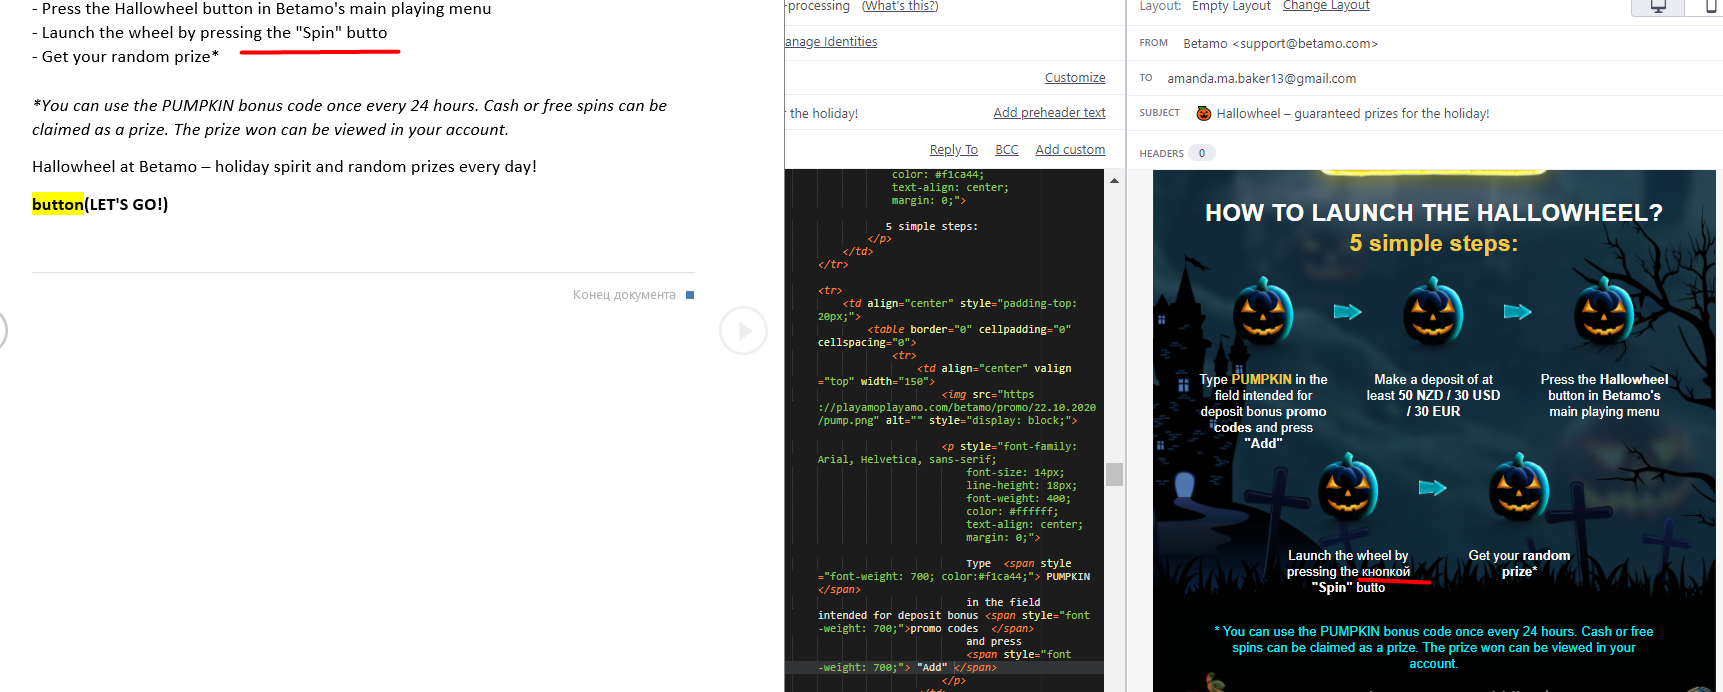 - Press the Hallowheel button in Betamo's main playing menu
- Launch the wheel by pressing the "Spin" butto
- Get your random prize*
*You can use the PUMPKIN bonus code once every 24 hours. Cash or free spins can be
claimed as a prize. The prize won can be viewed in your account.
Hallowheel at Betamo – holiday spirit and random prizes every day!
button(LET'S GO!)
Конец документа
-processing (What's this?)
anage Identities
Customize
r the holiday! Add preheader text
Reply To BCC Add custom
color: #f1ca44;
text-align: center;
margin: 0;">
5 simple steps:
</p>
</td>
</tr>
<tr>
<td align="center" style="padding-top:
20px;">
<table border="0" cellpadding="0"
cellspacing="0">
<tr>
<td align="center" valign
="top" width="150">
<img src="https
://playamoplayamo.com/betamo/promo/22.10.2020
/pump.png" alt="" style="display: block;">
<p style="font-family:
Arial, Helvetica, sans-serif;
font-size: 14px;
line-height: 18px;
font-weight: 400;
color: #ffffff;
text-align: center;
margin: 0;">
Type <span style
="font-weight: 700; color:#f1ca44;"> PUMPKIN
</span>
in the field
intended for deposit bonus <span style="font
-weight: 700;">promo codes </span>
and press
<span style="font
-weight: 700;"> "Add" </span>
</p>
Layout: Empty Layout Change Layout
FROM Betamo <support@betamo.com>
TO amanda.ma.baker13@gmail.com
SUBJECT 🎃 Hallowheel – guaranteed prizes for the holiday!
HEADERS 0
HOW TO LAUNCH THE HALLOWHEEL?
5 simple steps:
Type PUMPKIN in the
field intended for
deposit bonus promo
codes and press
"Add"
Make a deposit of at
least 50 NZD / 30 USD
/ 30 EUR
Press the Hallowheel
button in Betamo's
main playing menu
Launch the wheel by
pressing the кнопкой
"Spin" butto
Get your random
prize*
* You can use the PUMPKIN bonus code once every 24 hours. Cash or free
spins can be claimed as a prize. The prize won can be viewed in your
account.